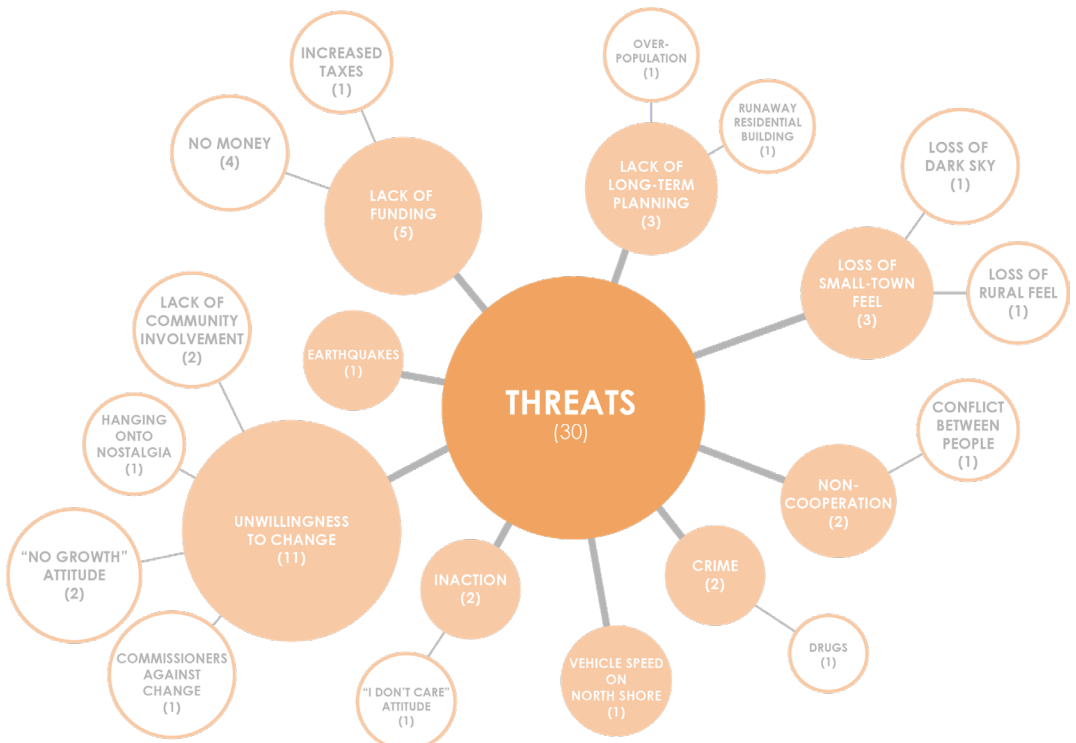 INCREASED
TAXES
(1)
NO MONEY
(4)
LACK OF
FUNDING
(5)
OVER-
POPULATION
(1)
RUNAWAY
RESIDENTIAL
BUILDING
(1)
LACK OF
LONG-TERM
PLANNING
(3)
LOSS OF
DARK SKY
(1)
LOSS OF
SMALL-TOWN
FEEL
(3)
LOSS OF
RURAL FEEL
(1)
LACK OF
COMMUNITY
INVOLVEMENT
(2)
EARTHQUAKES
(1)
THREATS
(30)
HANGING
ONTO
NOSTALGIA
(1)
CONFLICT
BETWEEN
PEOPLE
(1)
NON-
COOPERATION
(2)
UNWILLINGNESS
TO CHANGE
(11)
"NO GROWTH"
ATTITUDE
(2)
INACTION
(2)
CRIME
(2)
COMMISSIONERS
AGAINST
CHANGE
(1)
"I DON'T CARE"
ATTITUDE
(1)
VEHICLE SPEED
ON
NORTH SHORE
(1)
DRUGS
(1)